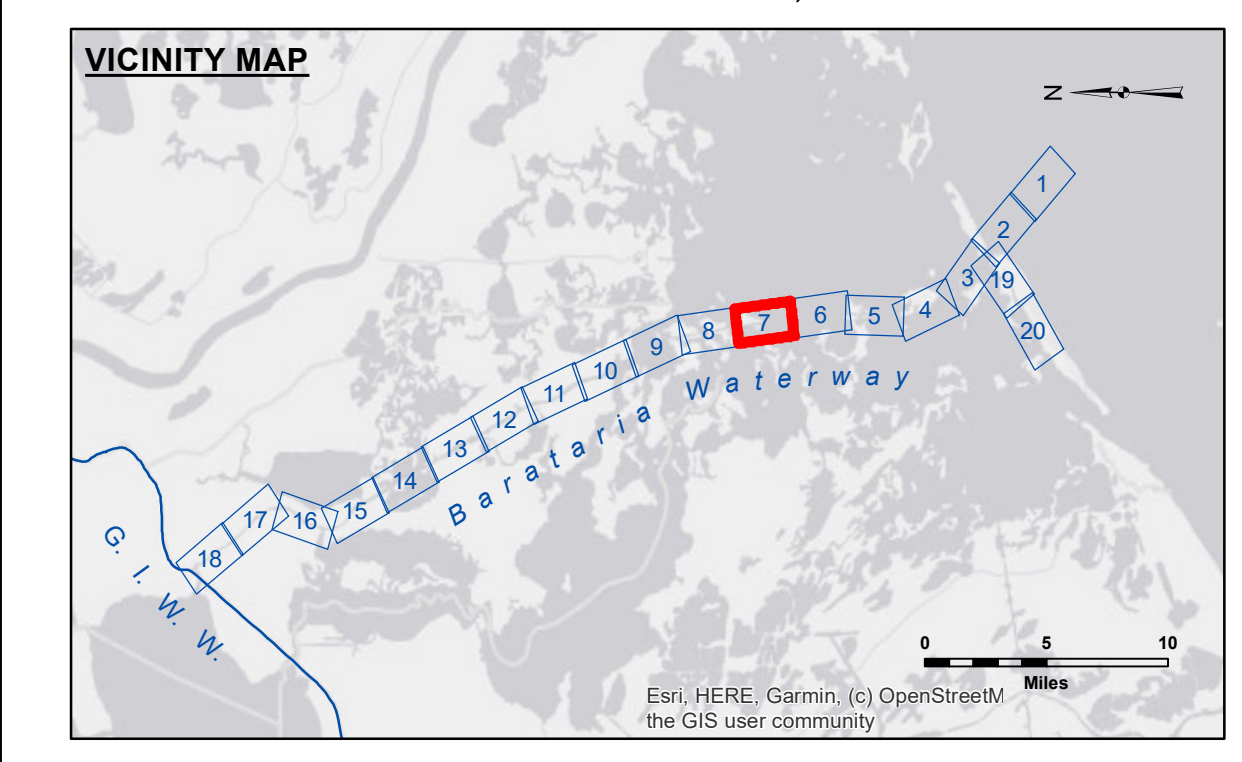 VICINITY MAP
N
1
2
3
19
4
20
5
6
7
8
9
10
11
12
13
14
15
16
17
18
Barataria Waterway
G. I. W. W.
0 5 10
Miles
Esri, HERE, Garmin, (c) OpenStreetM
the GIS user community